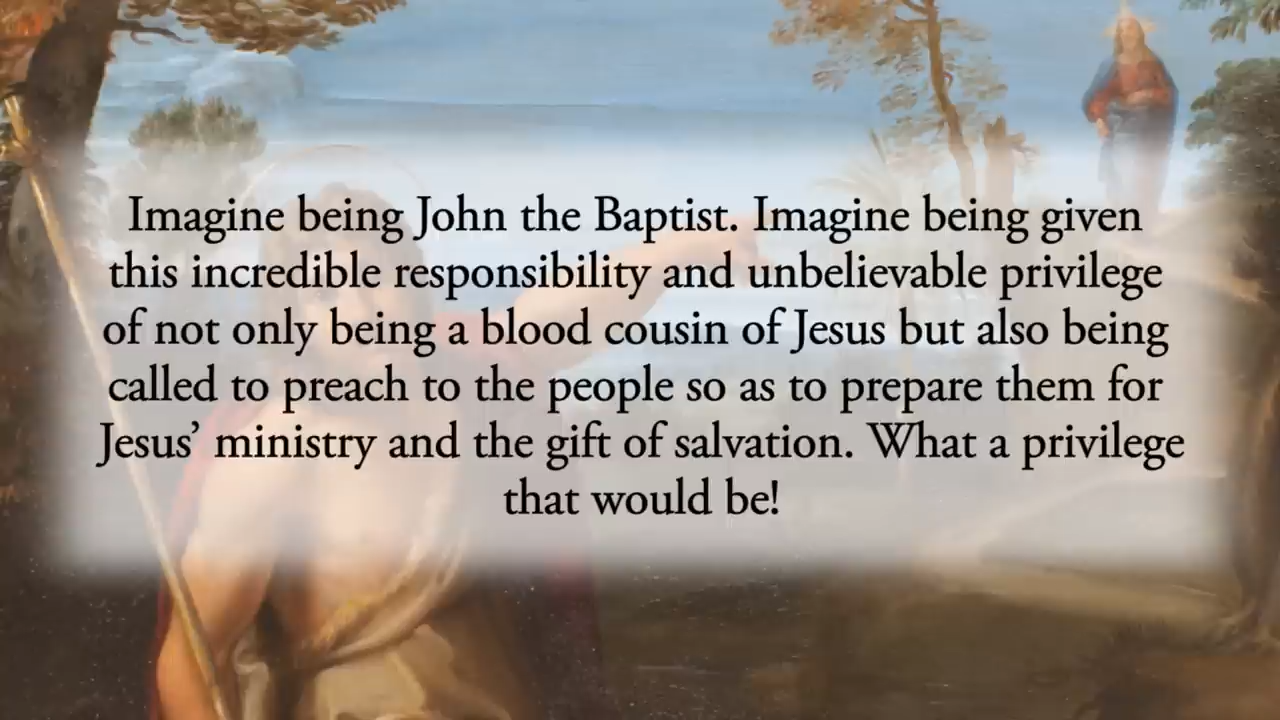 Imagine being John the Baptist. Imagine being given
this incredible responsibility and unbelievable privilege
of not only being a blood cousin of Jesus but also being
called to preach to the people so as to prepare them for
Jesus’ ministry and the gift of salvation. What a privilege
that would be!